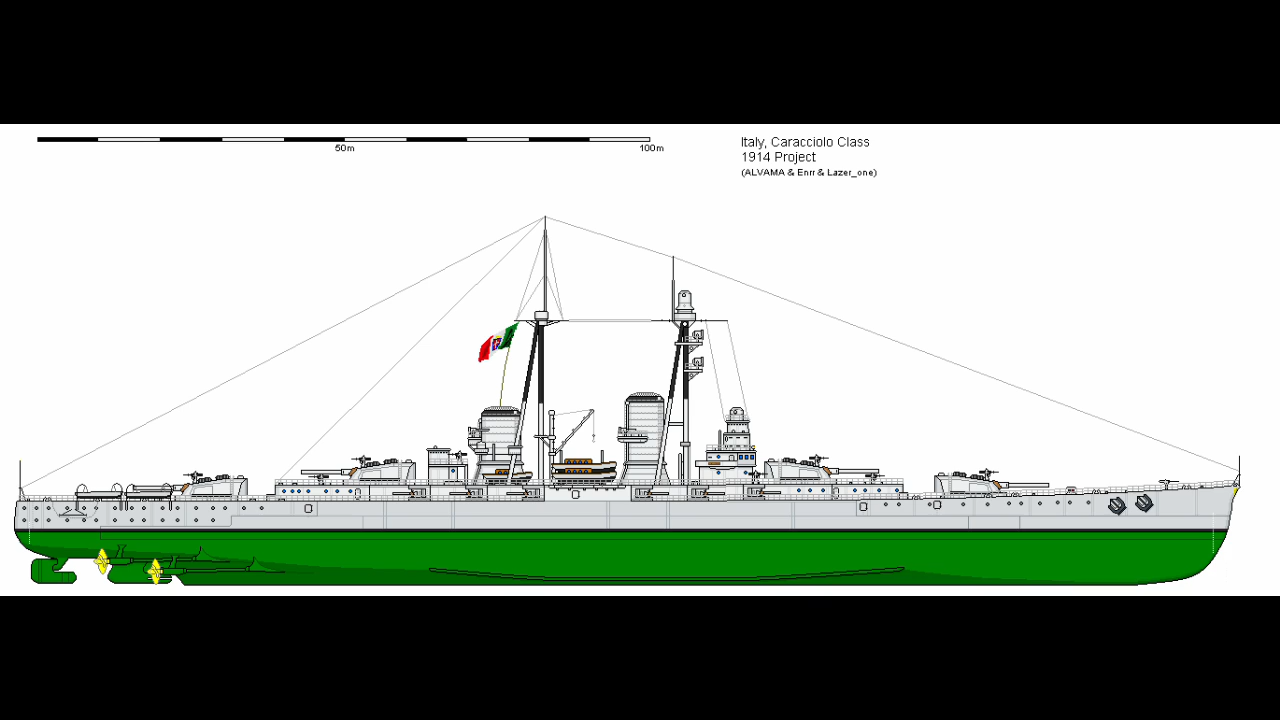 50m
100m
Italy, Caracciolo Class
1914 Project
(ALVAMA & Enrr & Lazer_one)